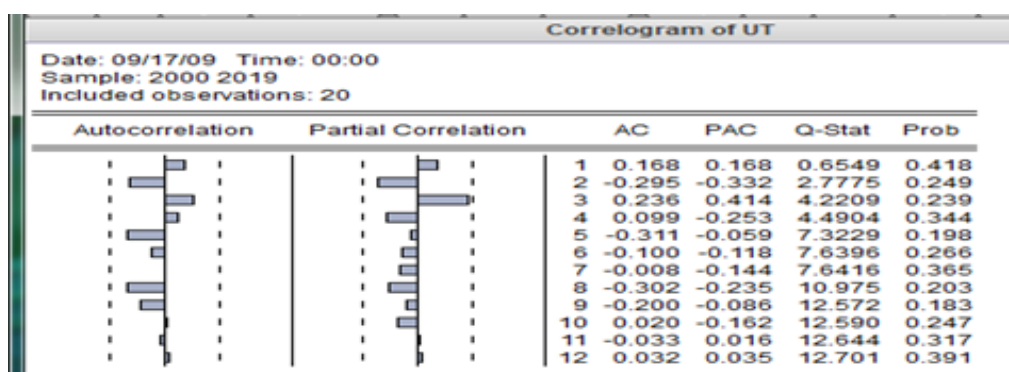 Correlogram of UT
Date: 09/17/09 Time: 00:00
Sample: 2000 2019
Included observations: 20
Autocorrelation Partial Correlation AC PAC Q-Stat Prob
1 0.168 0.168 0.6549 0.418
2 -0.295 -0.332 2.7775 0.249
3 0.236 0.414 4.2209 0.239
4 0.099 -0.253 4.4904 0.344
5 -0.311 -0.059 7.3229 0.198
6 -0.100 -0.118 7.6396 0.266
7 -0.008 -0.144 7.6416 0.365
8 -0.302 -0.235 10.975 0.203
9 -0.200 -0.086 12.572 0.183
10 0.020 -0.162 12.590 0.247
11 -0.033 0.016 12.644 0.317
12 0.032 0.035 12.701 0.391